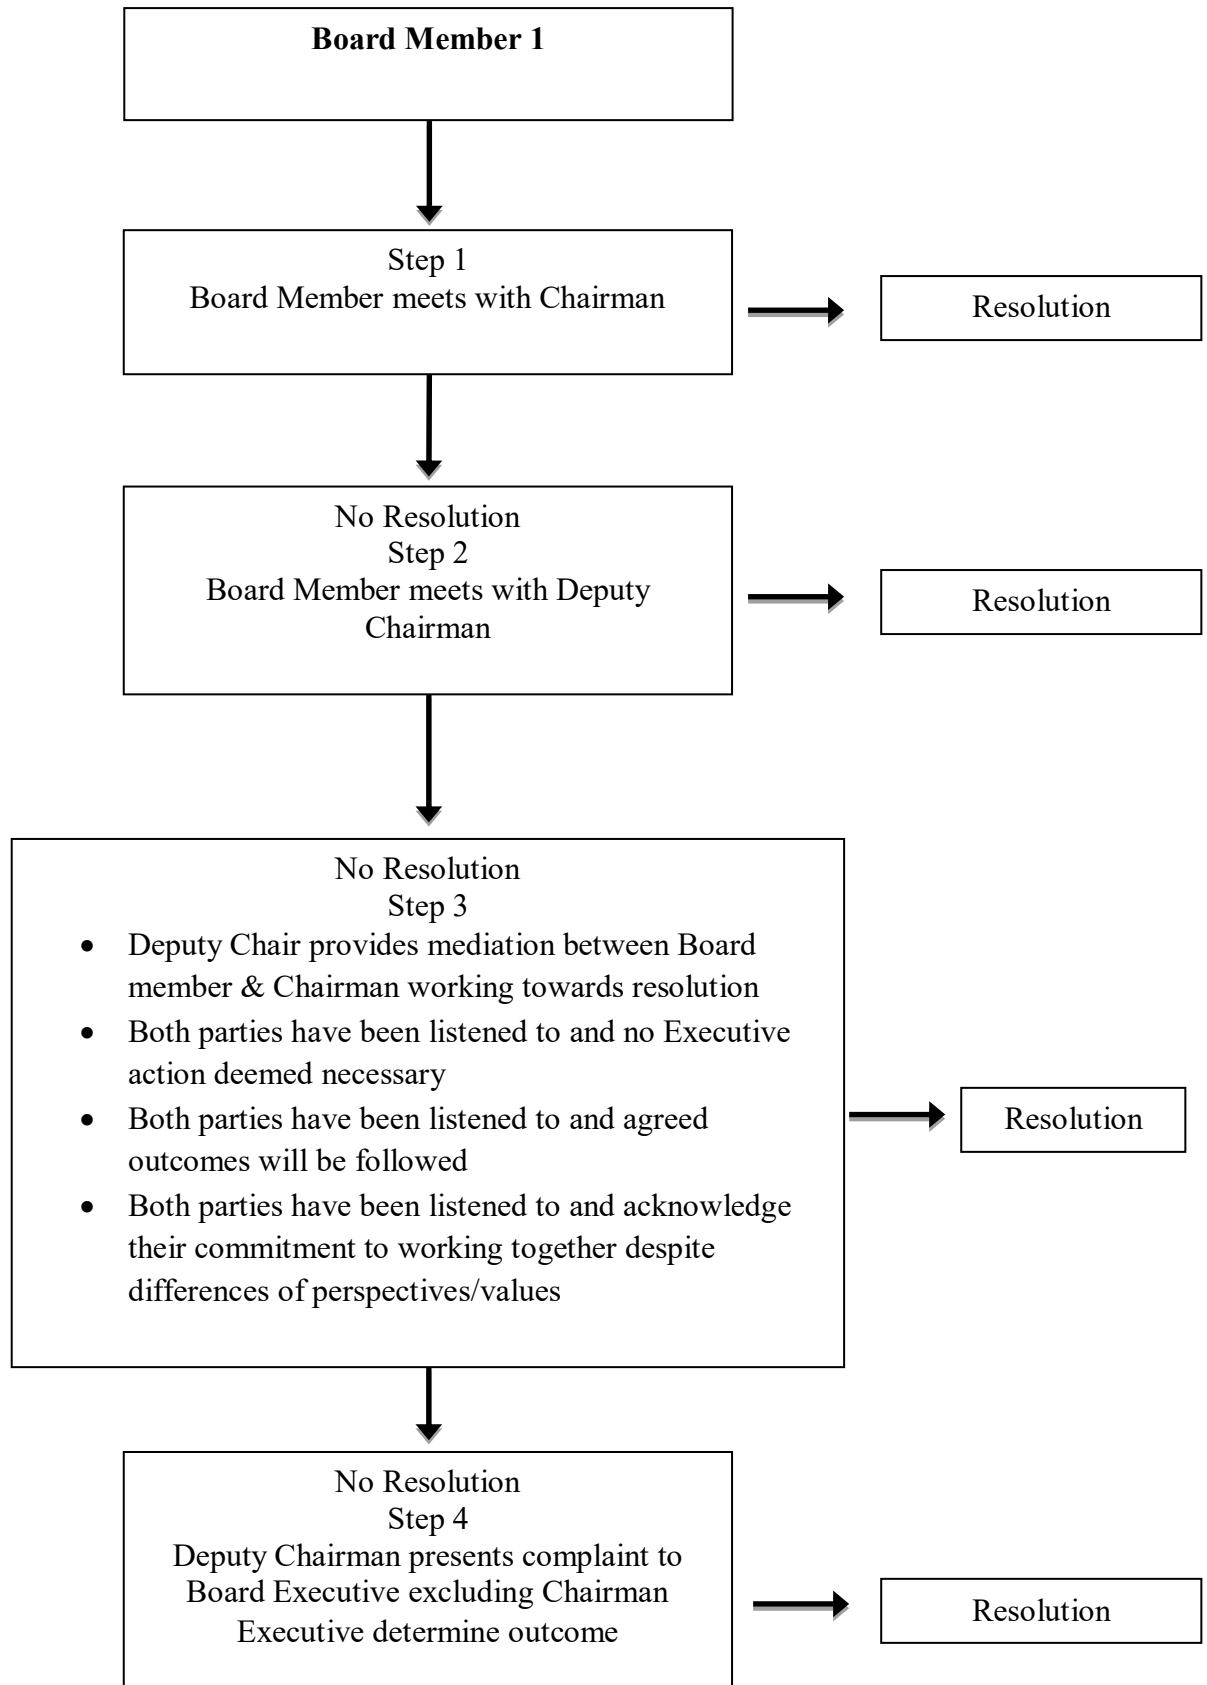 Board Member 1
Step 1
Board Member meets with Chairman
Resolution
No Resolution
Step 2
Board Member meets with Deputy
Chairman
Resolution
No Resolution
Step 3
• Deputy Chair provides mediation between Board
member & Chairman working towards resolution
• Both parties have been listened to and no Executive
action deemed necessary
• Both parties have been listened to and agreed
outcomes will be followed
• Both parties have been listened to and acknowledge
their commitment to working together despite
differences of perspectives/values
Resolution
No Resolution
Step 4
Deputy Chairman presents complaint to
Board Executive excluding Chairman
Executive determine outcome
Resolution